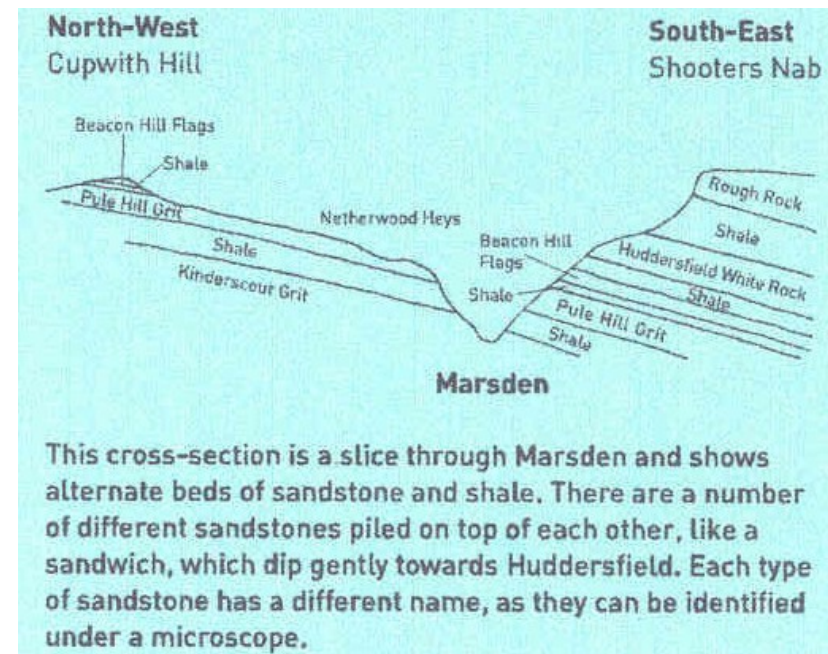 North-West
Cupwith Hill
South-East
Shooters Nab
Beacon Hill Flags
Shale
Pule Hill Grit
Shale
Kinderscout Grit
Netherwood Heys
Rough Rock
Shale
Huddersfield White Rock
Beacon Hill
Flags
Shale
Shale
Pule Hill Grit
Shale
Marsden
This cross-section is a slice through Marsden and shows
alternate beds of sandstone and shale. There are a number
of different sandstones piled on top of each other, like a
sandwich, which dip gently towards Huddersfield. Each type
of sandstone has a different name, as they can be identified
under a microscope.